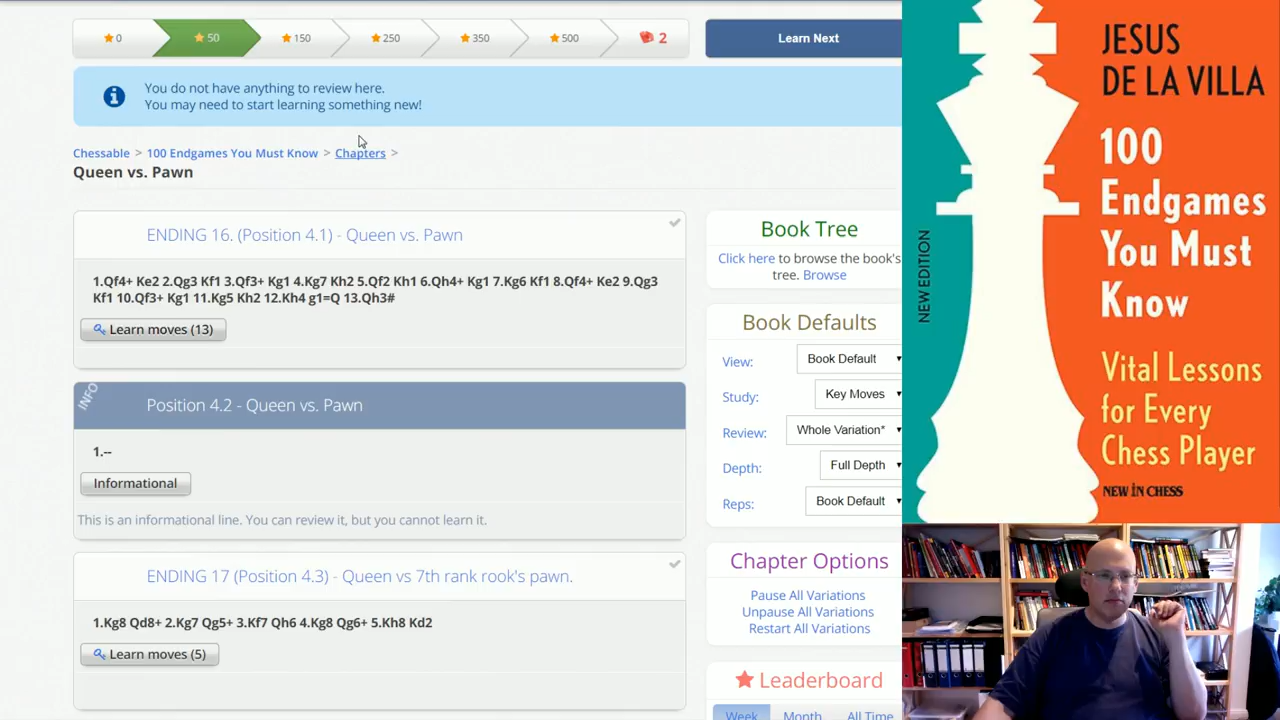 0
50
150
250
350
500
2
Learn Next
You do not have anything to review here.
You may need to start learning something new!
Chessable > 100 Endgames You Must Know > Chapters >
Queen vs. Pawn
ENDING 16. (Position 4.1) - Queen vs. Pawn
1.Qf4+ Ke2 2.Qg3 Kf1 3.Qf3+ Kg1 4.Kg7 Kh2 5.Qf2 Kh1 6.Qh4+ Kg1 7.Kg6 Kf1 8.Qf4+ Ke2 9.Qg3
Kf1 10.Qf3+ Kg1 11.Kg5 Kh2 12.Kh4 g1=Q 13.Qh3#
Learn moves (13)
INFO
Position 4.2 - Queen vs. Pawn
1.--
Informational
This is an informational line. You can review it, but you cannot learn it.
ENDING 17 (Position 4.3) - Queen vs 7th rank rook's pawn.
1.Kg8 Qd8+ 2.Kg7 Qg5+ 3.Kf7 Qh6 4.Kg8 Qg6+ 5.Kh8 Kd2
Learn moves (5)
Book Tree
Click here to browse the book's
tree. Browse
Book Defaults
View: Book Default
Study: Key Moves
Review: Whole Variation*
Depth: Full Depth
Reps: Book Default
Chapter Options
Pause All Variations
Unpause All Variations
Restart All Variations
Leaderboard
Week Month All Time
JESUS
DE LA VILLA
100
Endgames
You Must
Know
NEW EDITION
Vital Lessons
for Every
Chess Player
NEW IN CHESS